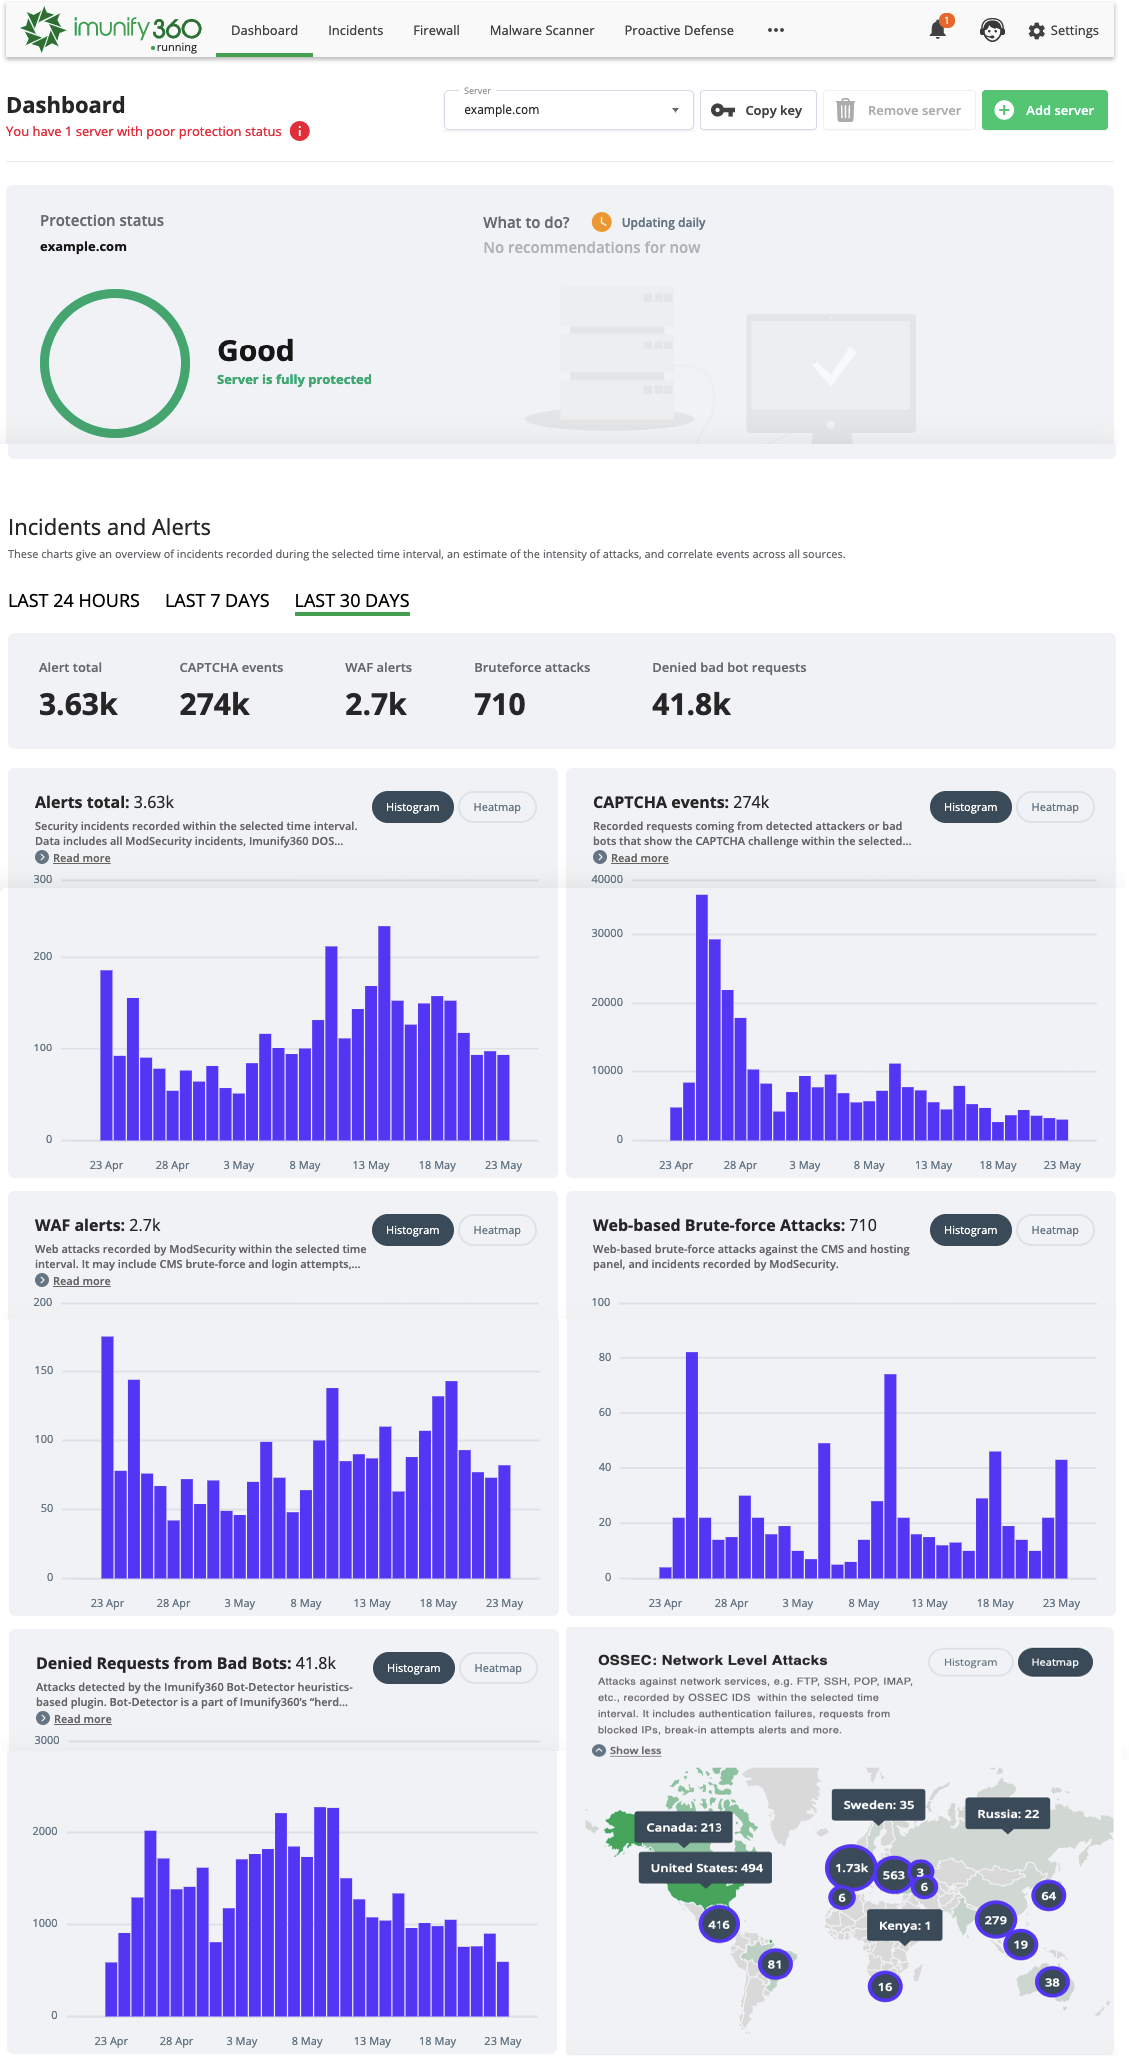 imunify360
running
Dashboard Incidents Firewall Malware Scanner Proactive Defense ••• 1 Settings
Dashboard
You have 1 server with poor protection status i
Server
example.com
Copy key
Remove server
Add server
Protection status
example.com
What to do? Updating daily
No recommendations for now
Good
Server is fully protected
Incidents and Alerts
These charts give an overview of incidents recorded during the selected time interval, an estimate of the intensity of attacks, and correlate events across all sources.
LAST 24 HOURS LAST 7 DAYS LAST 30 DAYS
Alert total CAPTCHA events WAF alerts Bruteforce attacks Denied bad bot requests
3.63k 274k 2.7k 710 41.8k
Alerts total: 3.63k
Histogram Heatmap
Security incidents recorded within the selected time interval.
Data includes all ModSecurity incidents, Imunify360 DOS...
Read more
300
200
100
0
23 Apr 28 Apr 3 May 8 May 13 May 18 May 23 May
CAPTCHA events: 274k
Histogram Heatmap
Recorded requests coming from detected attackers or bad
bots that show the CAPTCHA challenge within the selected...
Read more
40000
30000
20000
10000
0
23 Apr 28 Apr 3 May 8 May 13 May 18 May 23 May
WAF alerts: 2.7k
Histogram Heatmap
Web attacks recorded by ModSecurity within the selected time
interval. It may include CMS brute-force and login attempts,...
Read more
200
150
100
50
0
23 Apr 28 Apr 3 May 8 May 13 May 18 May 23 May
Web-based Brute-force Attacks: 710
Histogram Heatmap
Web-based brute-force attacks against the CMS and hosting
panel, and incidents recorded by ModSecurity.
100
80
60
40
20
0
23 Apr 28 Apr 3 May 8 May 13 May 18 May 23 May
Denied Requests from Bad Bots: 41.8k
Histogram Heatmap
Attacks detected by the Imunify360 Bot-Detector heuristics-
based plugin. Bot-Detector is a part of Imunify360's "herd...
Read more
3000
2000
1000
0
23 Apr 28 Apr 3 May 8 May 13 May 18 May 23 May
OSSEC: Network Level Attacks
Histogram Heatmap
Attacks against network services, e.g. FTP, SSH, POP, IMAP,
etc., recorded by OSSEC IDS within the selected time
interval. It includes authentication failures, requests from
blocked IPs, break-in attempts alerts and more.
Show less
Sweden: 35
Russia: 22
Canada: 213
United States: 494
1.73k
563
3
6
6
64
416
279
Kenya: 1
19
81
16
38